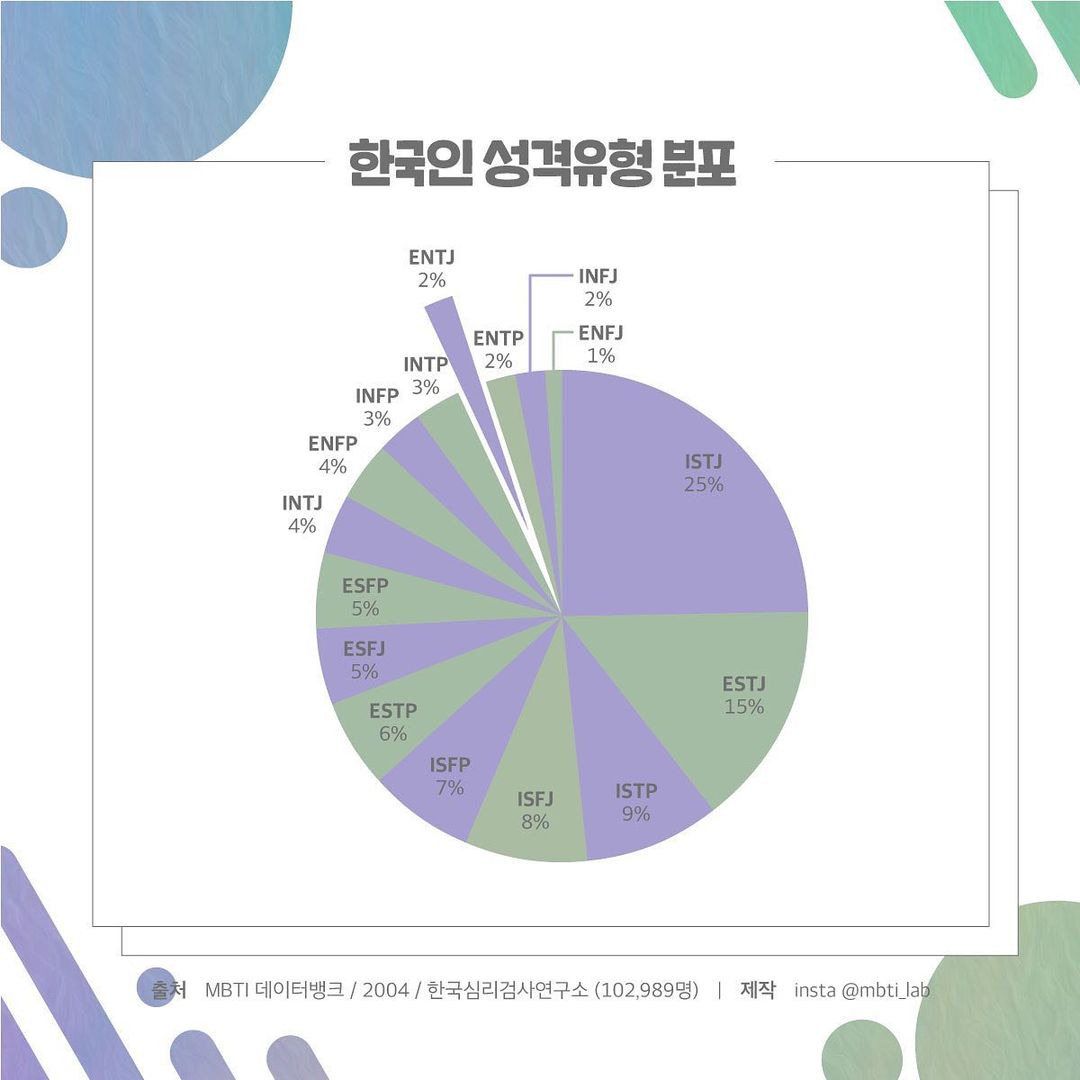 한국인 성격유형 분포
ENTJ
2%
INFJ
2%
ENTP
2%
ENFJ
1%
INTP
3%
INFP
3%
ENFP
4%
INTJ
4%
ISTJ
25%
ESFP
5%
ESFJ
5%
ESTP
6%
ISFP
7%
ISFJ
8%
ISTP
9%
ESTJ
15%
출처 MBTI 데이터뱅크 / 2004 / 한국심리검사연구소 (102,989명) | 제작 insta @mbti_lab